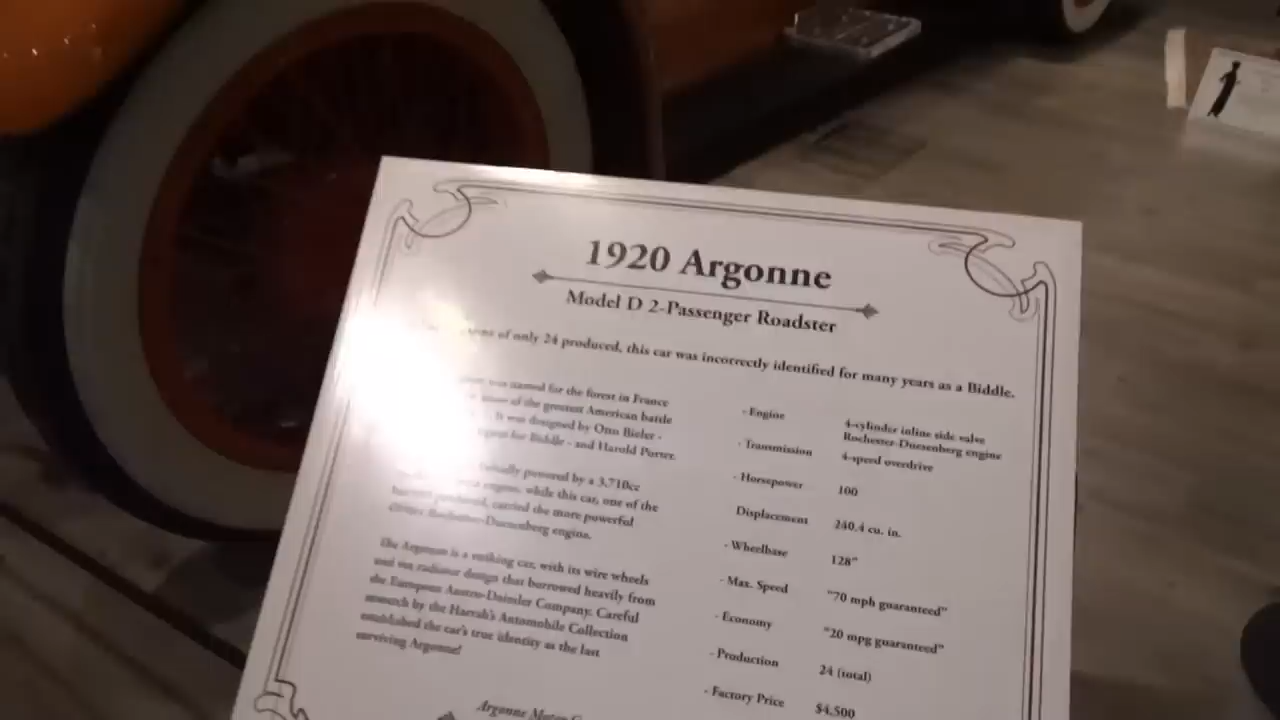 1920 Argonne
Model D 2-Passenger Roadster
of only 24 produced, this car was incorrectly identified for many years as a Biddle.
was named for the forest in France
of the greatest American battle
It was designed by Otto Bieler -
for Biddle - and Harold Porter.
powered by a 3,710cc
engine, while this car, one of the
produced, carried the more powerful
Rochester-Duesenberg engine.
The Argonne is a striking car, with its wire wheels
and vee radiator design that borrowed heavily from
the European Austro-Daimler Company. Careful
research by the Harrah's Automobile Collection
established the car's true identity as the last
surviving Argonne!
Argonne Motor
- Engine 4-cylinder inline side valve
Rochester-Duesenberg engine
- Transmission 4-speed overdrive
- Horsepower 100
Displacement 240.4 cu. in.
- Wheelbase 128"
- Max. Speed "70 mph guaranteed"
- Economy "20 mpg guaranteed"
- Production 24 (total)
- Factory Price $4,500